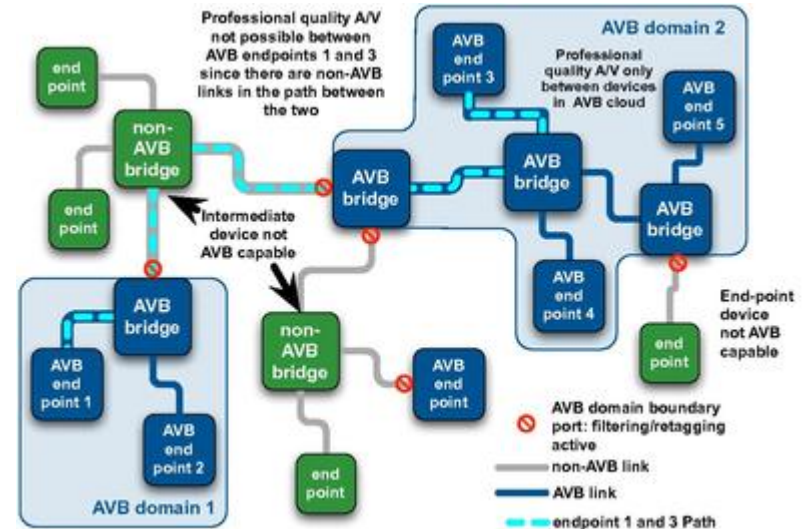 Professional quality A/V
not possible between
AVB endpoints 1 and 3
since there are non-AVB
links in the path between
the two
AVB domain 2
AVB
end
point 3
Professional
quality A/V only
between devices
in AVB cloud
AVB
end
point 5
end
point
non-
AVB
bridge
AVB
bridge
AVB
bridge
AVB
bridge
end
point
Intermediate
device not
AVB capable
AVB
end
point 4
AVB
bridge
End-point
device
not AVB
capable
non-
AVB
bridge
end
point
AVB
end
point 1
AVB
end
point
AVB
end
point 2
AVB domain boundary
port: filtering/retagging
active
non-AVB link
end
point
AVB link
AVB domain 1
endpoint 1 and 3 Path